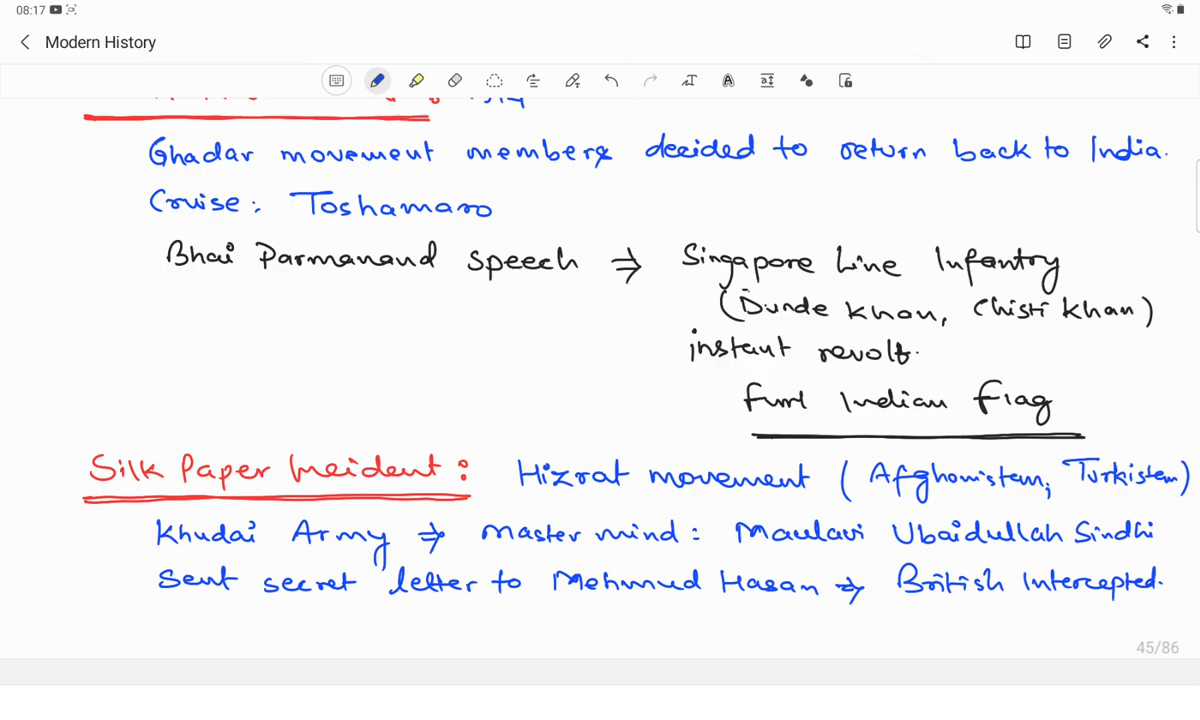 08:17
Modern History
Ghadar movement members decided to return back to India.
Cruise: Toshamaro
Bhai Parmanand speech ⇒ Singapore Line Infantry
(Dunde Khan, Chisti Khan)
instant revolt.
Furl Indian flag
Silk Paper Incident: Hizrat movement (Afghanistan, Turkistan)
Khudai Army ⇒ Master mind: Maulavi Ubaidullah Sindhi
Sent secret letter to Mehmud Hasan ⇒ British Intercepted.
45/86